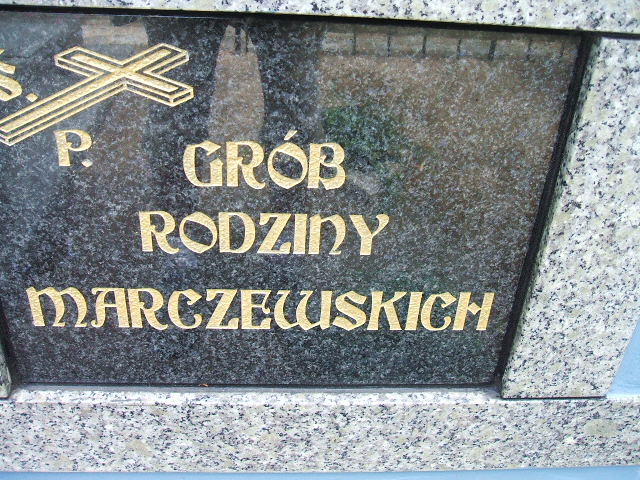 Ś.
P.
GRÓB
RODZINY
MARCZEWSKICH